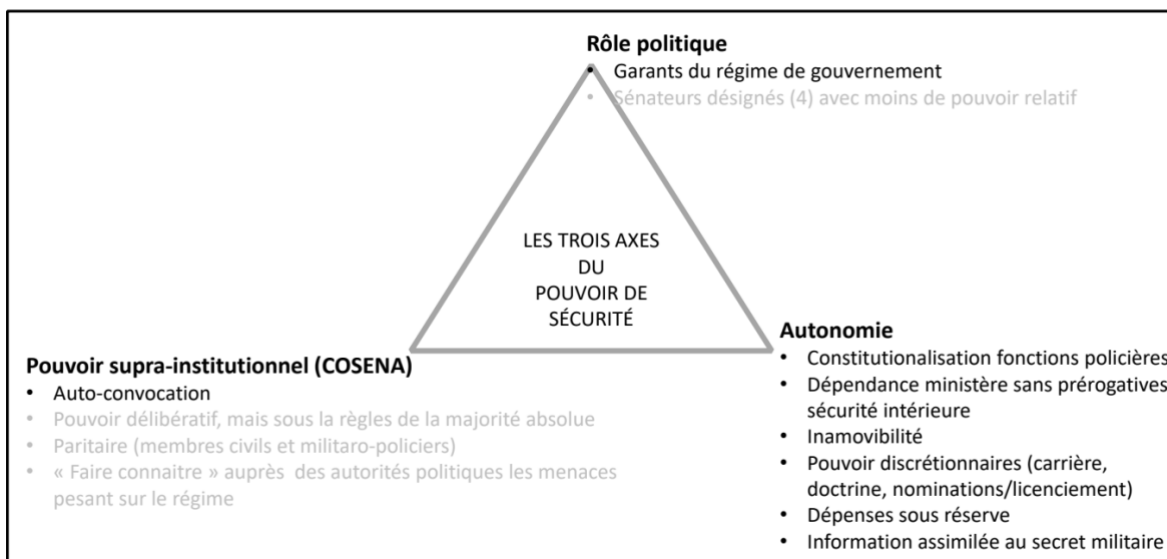 Rôle politique
• Garants du régime de gouvernement
• Sénateurs désignés (4) avec moins de pouvoir relatif
LES TROIS AXES
DU
POUVOIR DE
SÉCURITÉ
Pouvoir supra-institutionnel (COSENA)
• Auto-convocation
• Pouvoir délibératif, mais sous la règles de la majorité absolue
• Paritaire (membres civils et militaro-policiers)
• « Faire connaitre » auprès des autorités politiques les menaces
pesant sur le régime
Autonomie
• Constitutionalisation fonctions policières
• Dépendance ministère sans prérogatives
sécurité intérieure
• Inamovibilité
• Pouvoir discrétionnaires (carrière,
doctrine, nominations/licenciement)
• Dépenses sous réserve
• Information assimilée au secret militaire